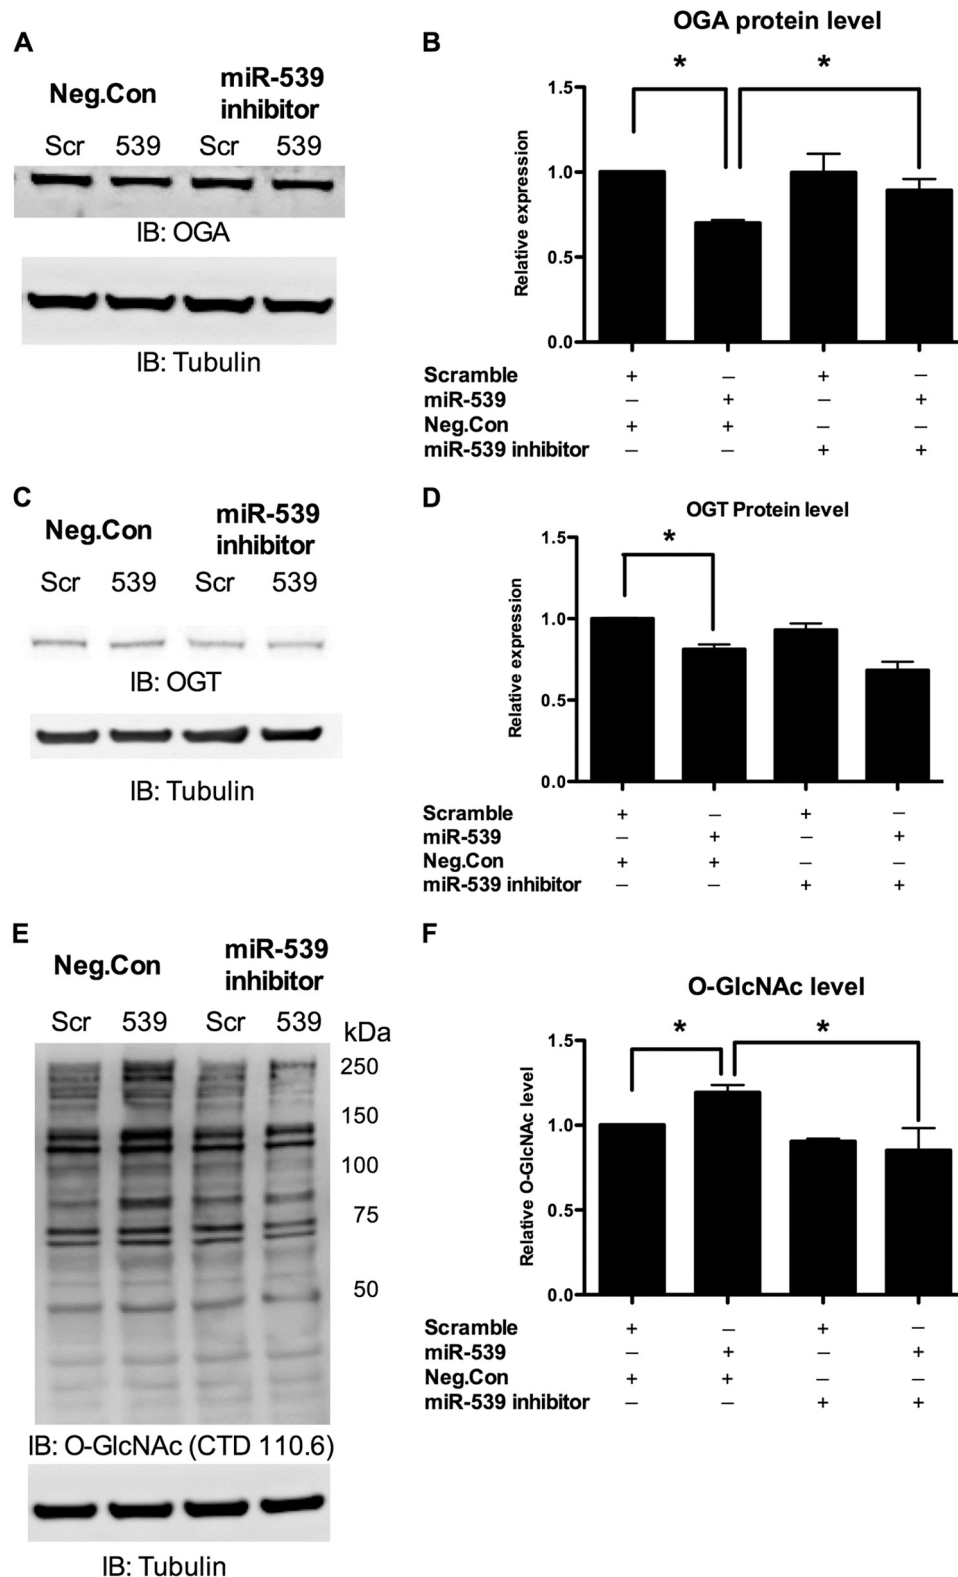 A
Neg.Con
miR-539
inhibitor
Scr 539 Scr 539
IB: OGA
IB: Tubulin
B
OGA protein level
* *
Relative expression
1.5
1.0
0.5
0.0
Scramble + – + –
miR-539 – + – +
Neg.Con + + – –
miR-539 inhibitor – – + +
C
Neg.Con
miR-539
inhibitor
Scr 539 Scr 539
IB: OGT
IB: Tubulin
D
OGT Protein level
*
Relative expression
1.5
1.0
0.5
0.0
Scramble + – + –
miR-539 – + – +
Neg.Con + + – –
miR-539 inhibitor – – + +
E
Neg.Con
miR-539
inhibitor
Scr 539 Scr 539
kDa
250
150
100
75
50
IB: O-GlcNAc (CTD 110.6)
IB: Tubulin
F
O-GlcNAc level
* *
Relative O-GlcNAc level
1.5
1.0
0.5
0.0
Scramble + – + –
miR-539 – + – +
Neg.Con + + – –
miR-539 inhibitor – – + +